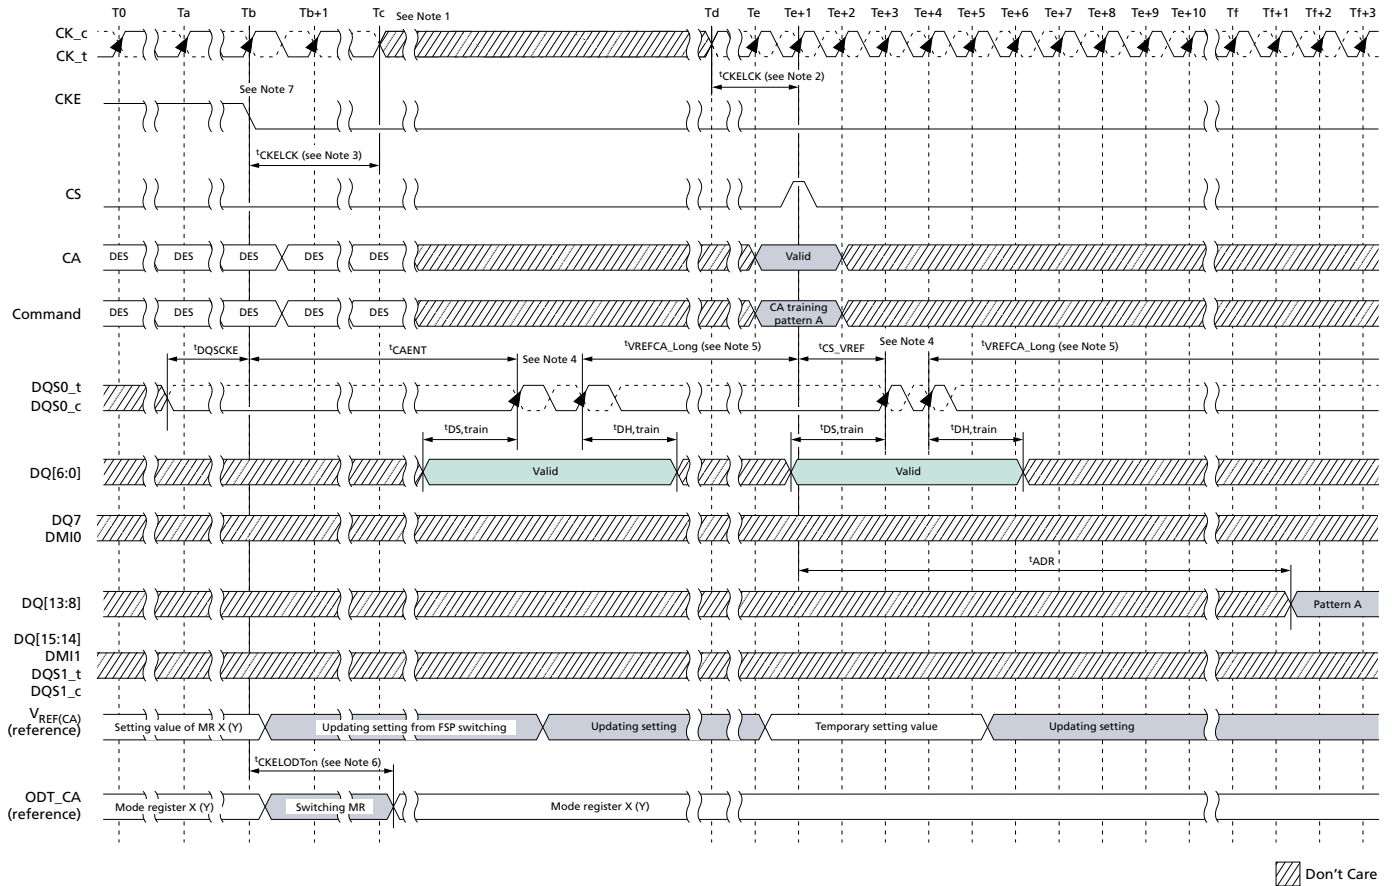 T0 Ta Tb Tb+1 Tc See Note 1 Td Te Te+1 Te+2 Te+3 Te+4 Te+5 Te+6 Te+7 Te+8 Te+9 Te+10 Tf Tf+1 Tf+2 Tf+3
CK_c
CK_t
tCKELCK (see Note 2)
CKE
See Note 7
tCKELCK (see Note 3)
CS
CA DES DES DES DES DES Valid
Command DES DES DES DES DES CA training
pattern A
tDQSCKE tCAENT See Note 4 tVREFCA_Long (see Note 5) tCS_VREF See Note 4 tVREFCA_Long (see Note 5)
DQS0_t
DQS0_c
tDS,train tDH,train tDS,train tDH,train
DQ[6:0] Valid Valid
DQ7
DMI0
tADR
DQ[13:8] Pattern A
DQ[15:14]
DMI1
DQS1_t
DQS1_c
VREF(CA)
(reference)
Setting value of MR X (Y) Updating setting from FSP switching Updating setting Temporary setting value Updating setting
tCKELODTon (see Note 6)
ODT_CA
(reference)
Mode register X (Y) Switching MR Mode register X (Y)
Don't Care